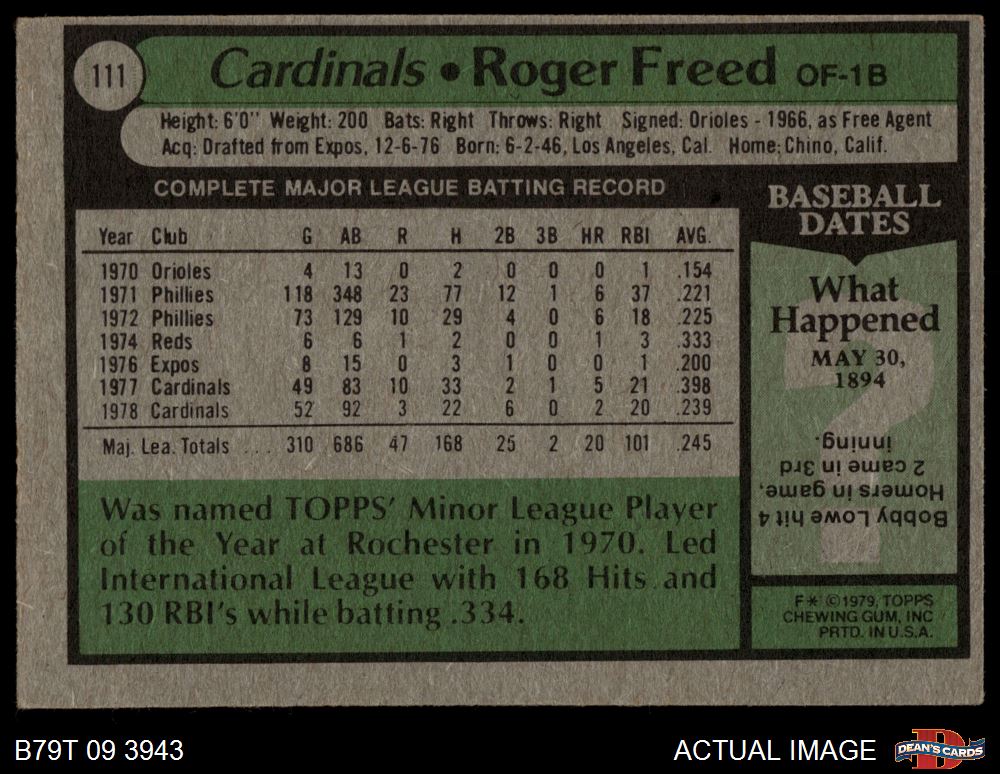 111
Cardinals • Roger Freed OF-1B
Height: 6'0" Weight: 200 Bats: Right Throws: Right Signed: Orioles - 1966, as Free Agent
Acq: Drafted from Expos, 12-6-76 Born: 6-2-46, Los Angeles, Cal. Home: Chino, Calif.
COMPLETE MAJOR LEAGUE BATTING RECORD
Year Club G AB R H 2B 3B HR RBI AVG.
1970 Orioles 4 13 0 2 0 0 0 1 .154
1971 Phillies 118 348 23 77 12 1 6 37 .221
1972 Phillies 73 129 10 29 4 0 6 18 .225
1974 Reds 6 6 1 2 0 0 1 3 .333
1976 Expos 8 15 0 3 1 0 0 1 .200
1977 Cardinals 49 83 10 33 2 1 5 21 .398
1978 Cardinals 52 92 3 22 6 0 2 20 .239
Maj. Lea. Totals ... 310 686 47 168 25 2 20 101 .245
Was named TOPPS' Minor League Player
of the Year at Rochester in 1970. Led
International League with 168 Hits and
130 RBI's while batting .334.
BASEBALL
DATES
What
Happened
MAY 30,
1894
Bobby Lowe hit 4
Homers in game,
2 came in 3rd
inning.
F* ©1979, TOPPS
CHEWING GUM, INC
PRTD. IN U.S.A.
B79T 09 3943
ACTUAL IMAGE
DEAN'S CARDS